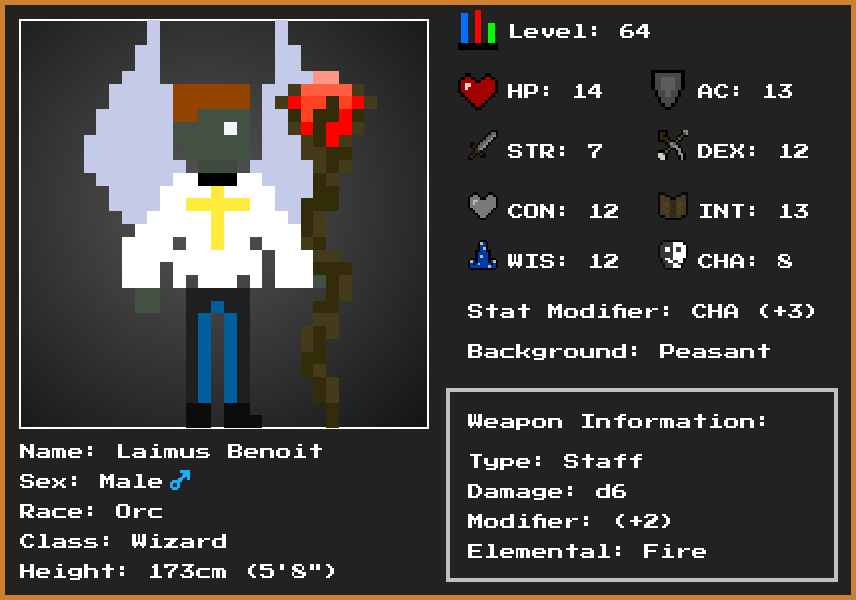 Level: 64
HP: 14
AC: 13
STR: 7
DEX: 12
CON: 12
INT: 13
WIS: 12
CHA: 8
Stat Modifier: CHA (+3)
Background: Peasant
Weapon Information:
Type: Staff
Damage: d6
Modifier: (+2)
Elemental: Fire
Name: Laimus Benoit
Sex: Male♂
Race: Orc
Class: Wizard
Height: 173cm (5'8")